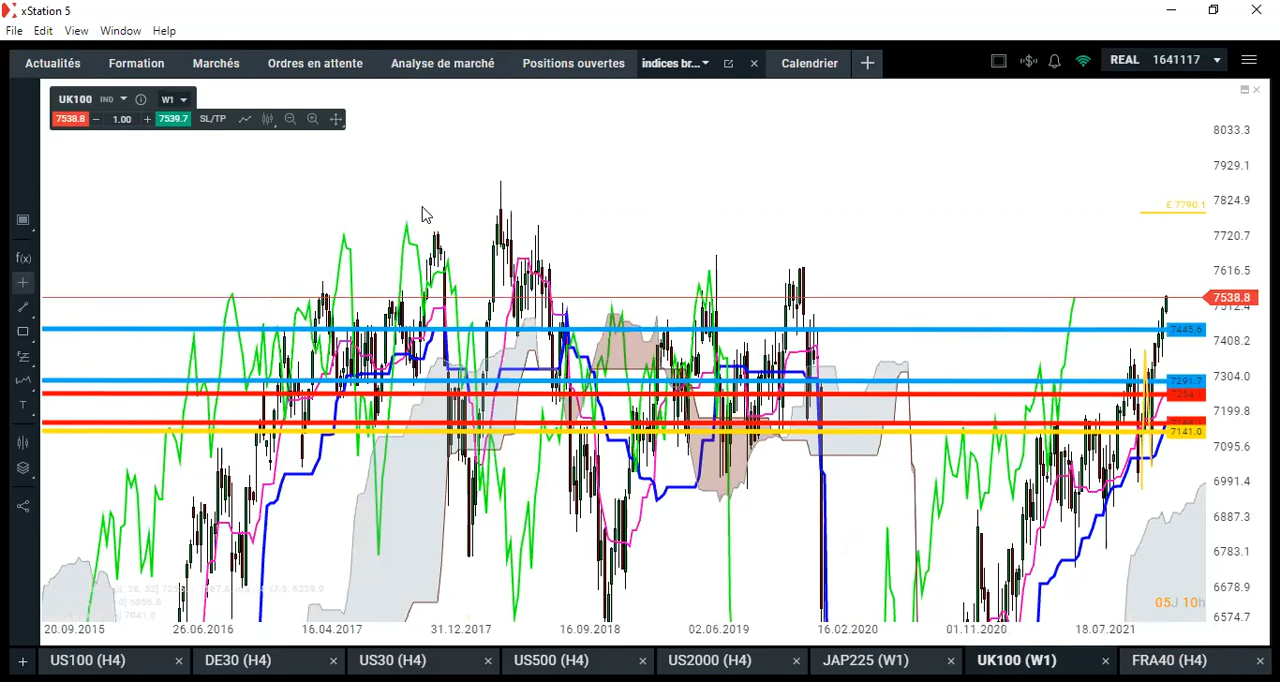 xStation 5
File Edit View Window Help
Actualités Formation Marchés Ordres en attente Analyse de marché Positions ouvertes indices br... Calendrier REAL 1641117
UK100 IND W1
7538.8 1.00 7539.7 SL/TP
8033.3
7929.1
7824.9
£ 7790.1
7720.7
7616.5
7538.8
7445.6
7408.2
7304.0
7291.7
7199.8
7141.0
7095.6
6991.4
6887.3
6783.1
6678.9
6574.7
f(x)
T
05J 10h
20.09.2015 26.06.2016 16.04.2017 31.12.2017 16.09.2018 02.06.2019 16.02.2020 01.11.2020 18.07.2021
US100 (H4) DE30 (H4) US30 (H4) US500 (H4) US2000 (H4) JAP225 (W1) UK100 (W1) FRA40 (H4)